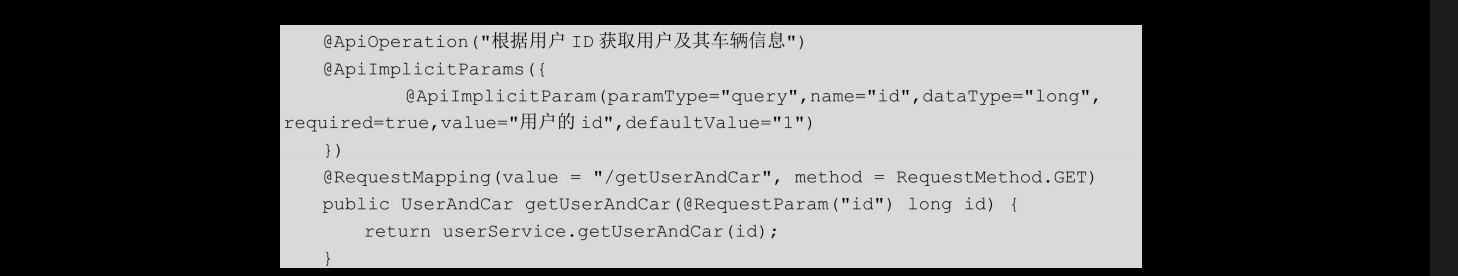 @ApiOperation("根据用户 ID 获取用户及其车辆信息")
@ApiImplicitParams({
@ApiImplicitParam(paramType="query",name="id",dataType="long",
required=true,value="用户的 id",defaultValue="1")
})
@RequestMapping(value = "/getUserAndCar", method = RequestMethod.GET)
public UserAndCar getUserAndCar(@RequestParam("id") long id) {
return userService.getUserAndCar(id);
}